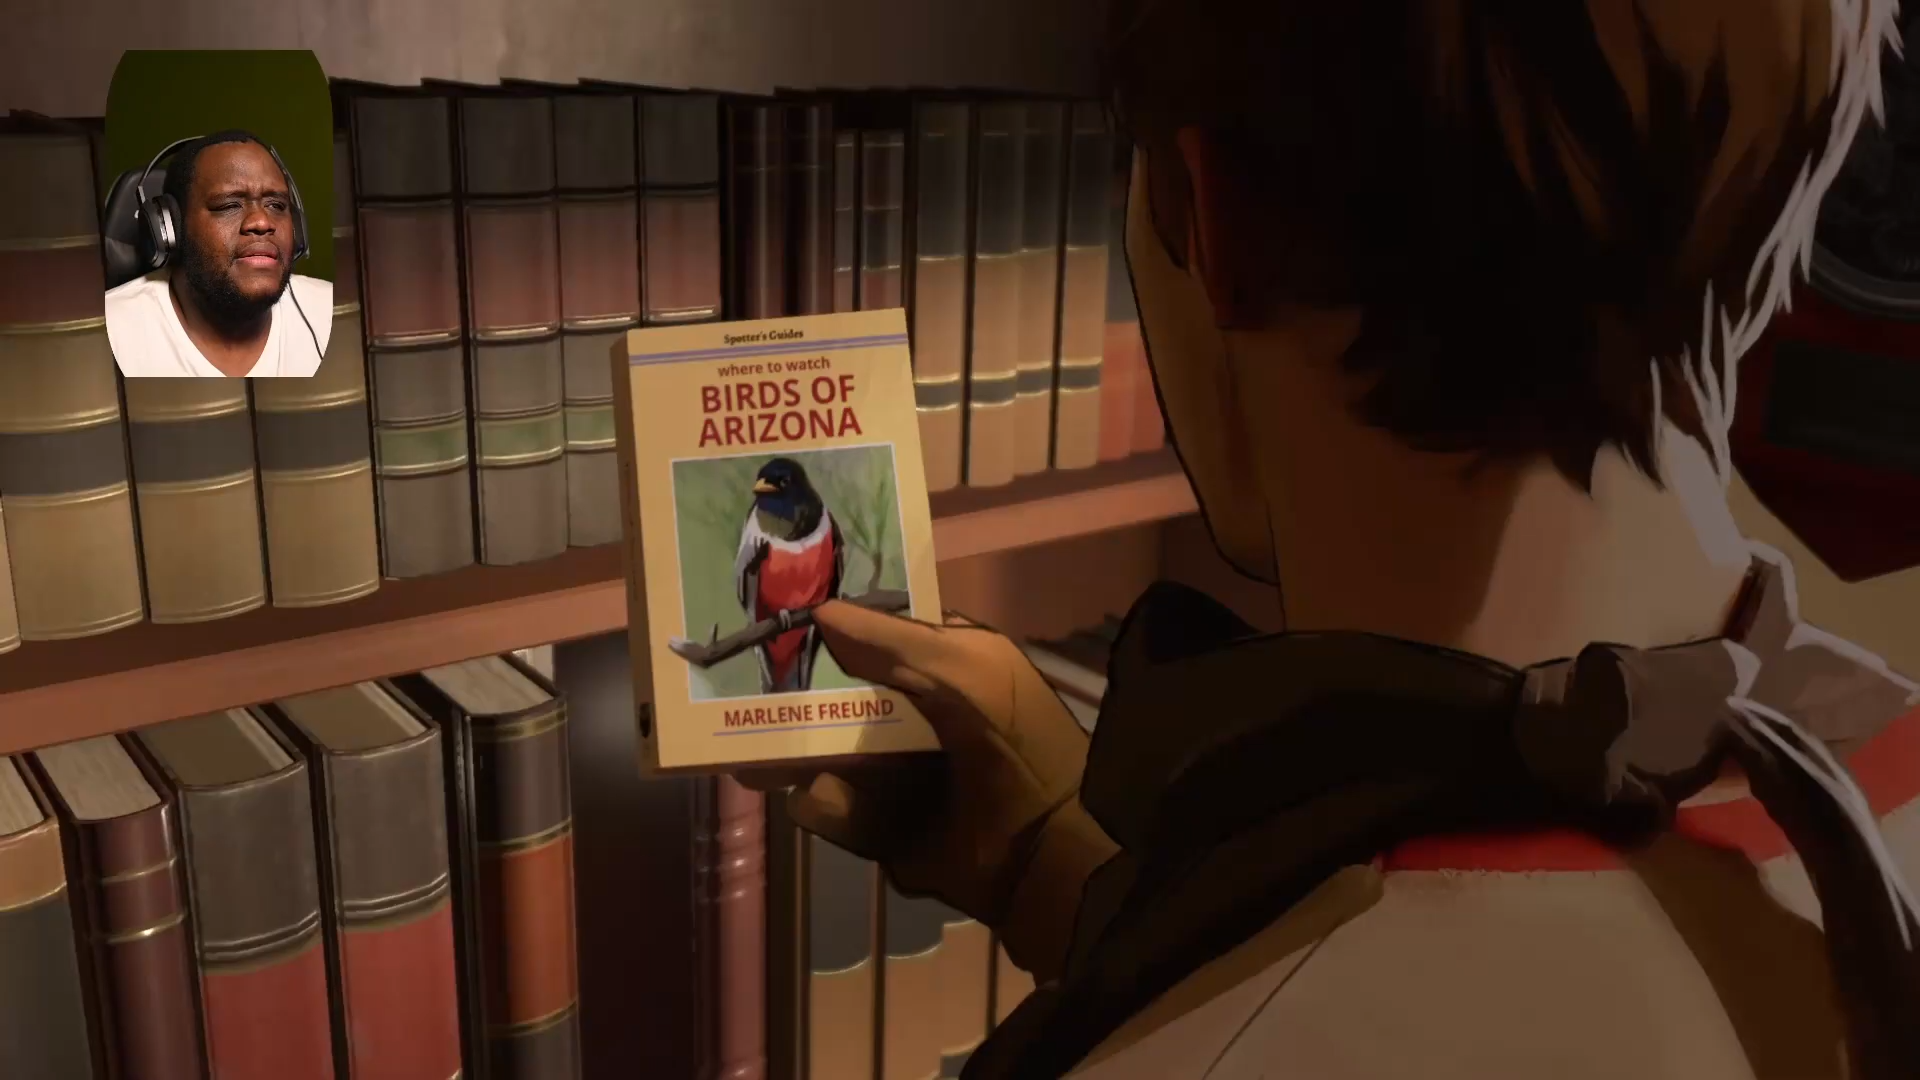 Spotter's Guides
where to watch
BIRDS OF
ARIZONA
MARLENE FREUND